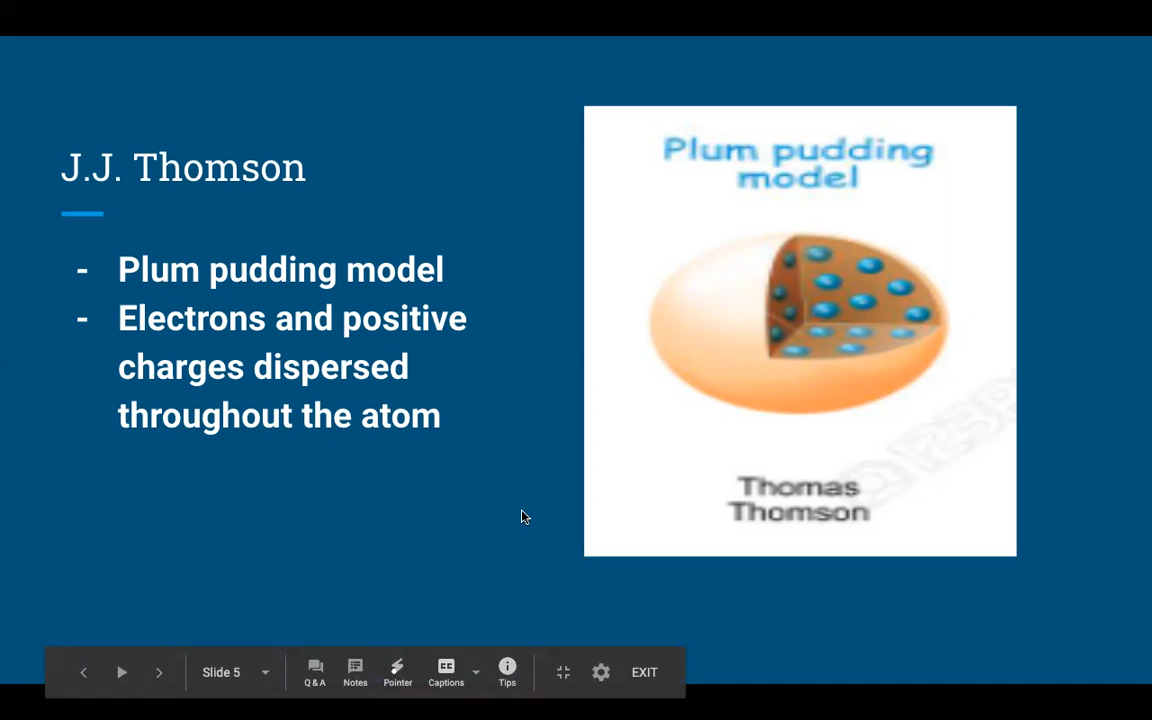 J.J. Thomson
- Plum pudding model
- Electrons and positive
charges dispersed
throughout the atom
Plum pudding
model
Thomas
Thomson
Slide 5
Q & A
Notes
Pointer
CC
Captions
Tips
EXIT